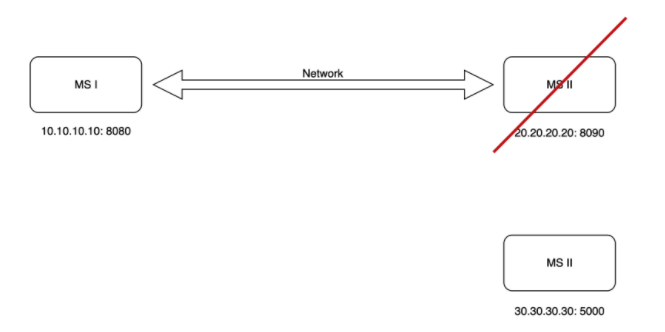 Network
MS I
MS II
10.10.10.10: 8080
20.20.20.20: 8090
MS II
30.30.30.30: 5000